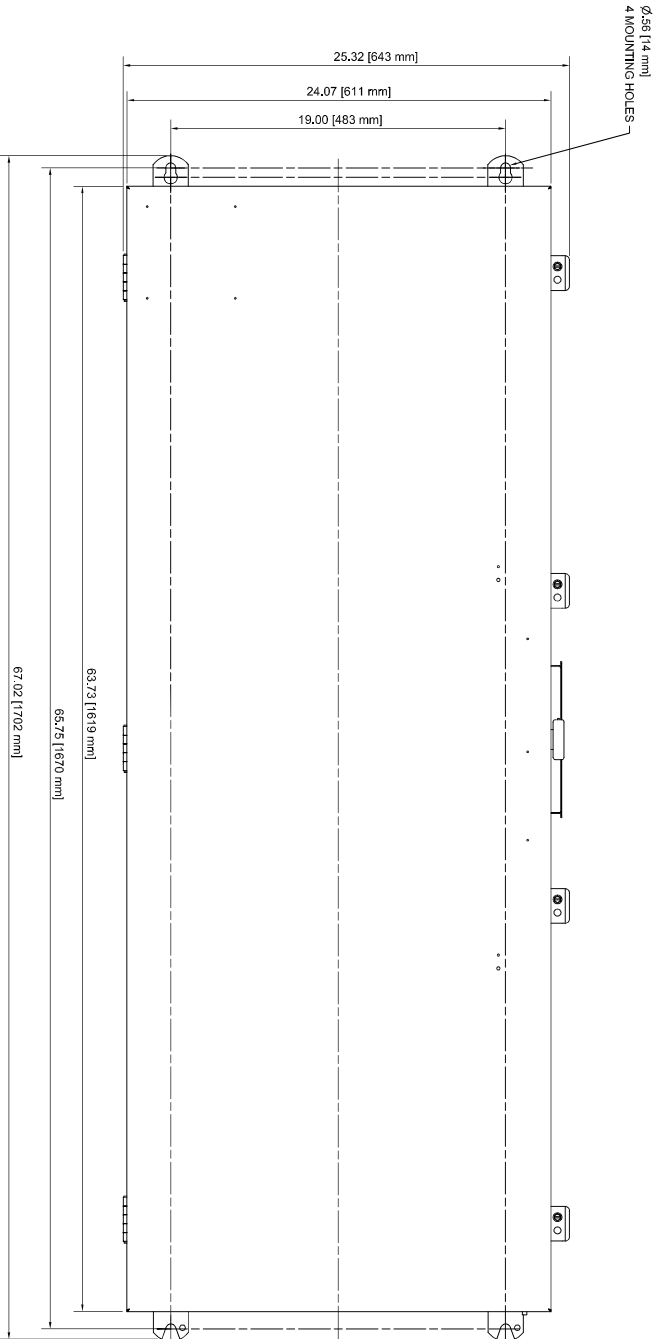 Ø.56 [14 mm]
4 MOUNTING HOLES
25.32 [643 mm]
24.07 [611 mm]
19.00 [483 mm]
63.73 [1619 mm]
65.75 [1670 mm]
67.02 [1702 mm]